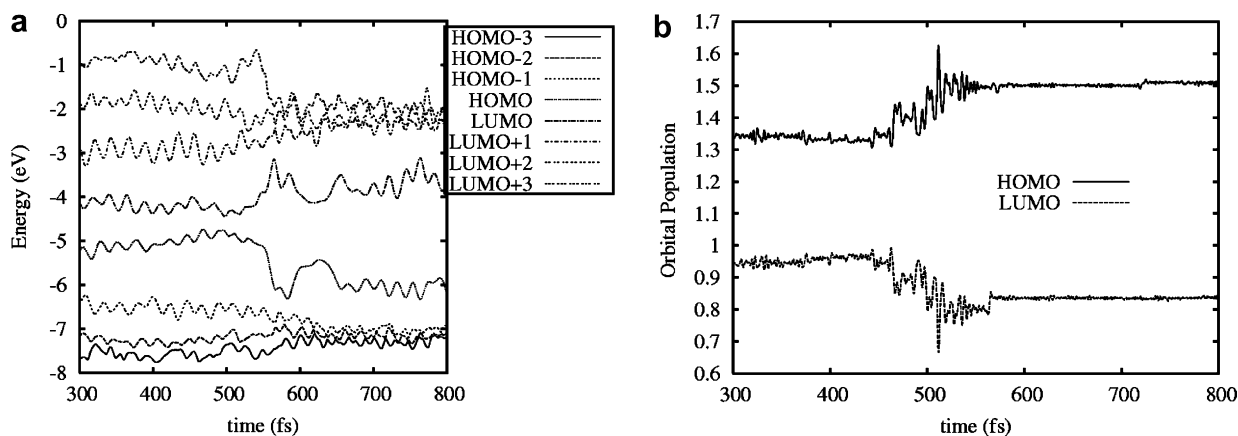 a
0
-1
-2
-3
-4
-5
-6
-7
-8
Energy (eV)
300 400 500 600 700 800
time (fs)
HOMO-3
HOMO-2
HOMO-1
HOMO
LUMO
LUMO+1
LUMO+2
LUMO+3
b
1.7
1.6
1.5
1.4
1.3
1.2
1.1
1
0.9
0.8
0.7
0.6
Orbital Population
HOMO
LUMO
300 400 500 600 700 800
time (fs)